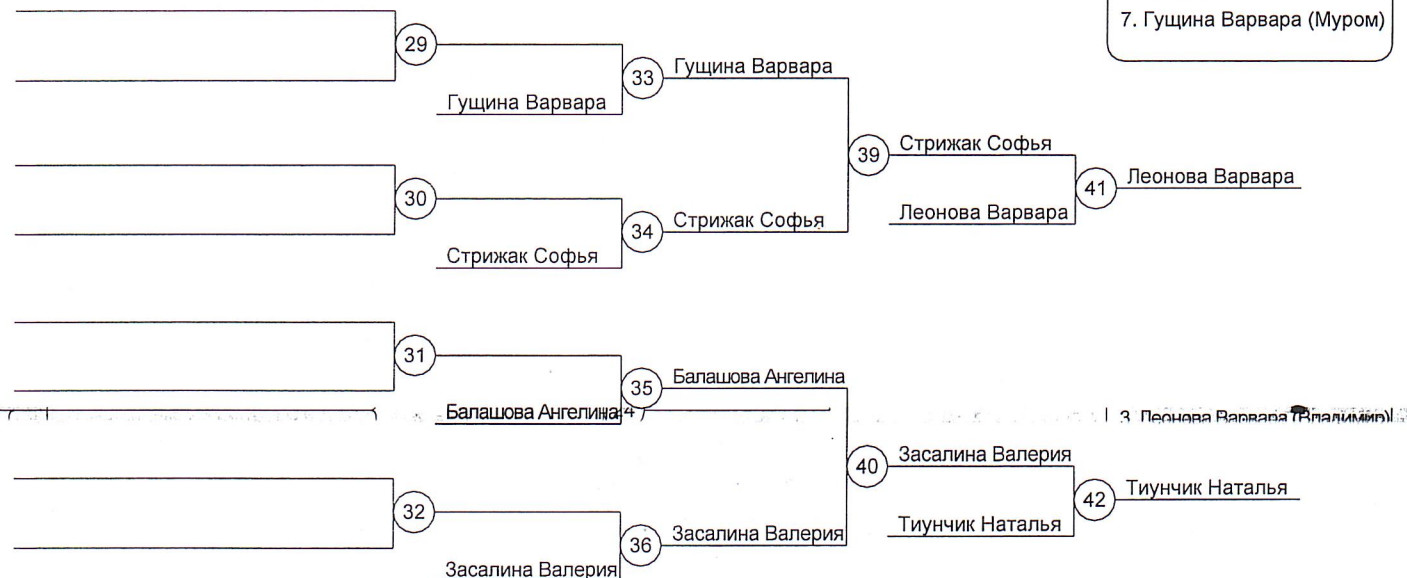 7. Гущина Варвара (Муром)
29
33
Гущина Варвара
Гущина Варвара
39
Стрижак Софья
30
41
Леонова Варвара
34
Стрижак Софья
Леонова Варвара
Стрижак Софья
31
35
Балашова Ангелина
Балашова Ангелина 4
3. Леонова Варвара (Владимир)
40
Засалина Валерия
32
42
Тиунчик Наталья
36
Засалина Валерия
Тиунчик Наталья
Засалина Валерия